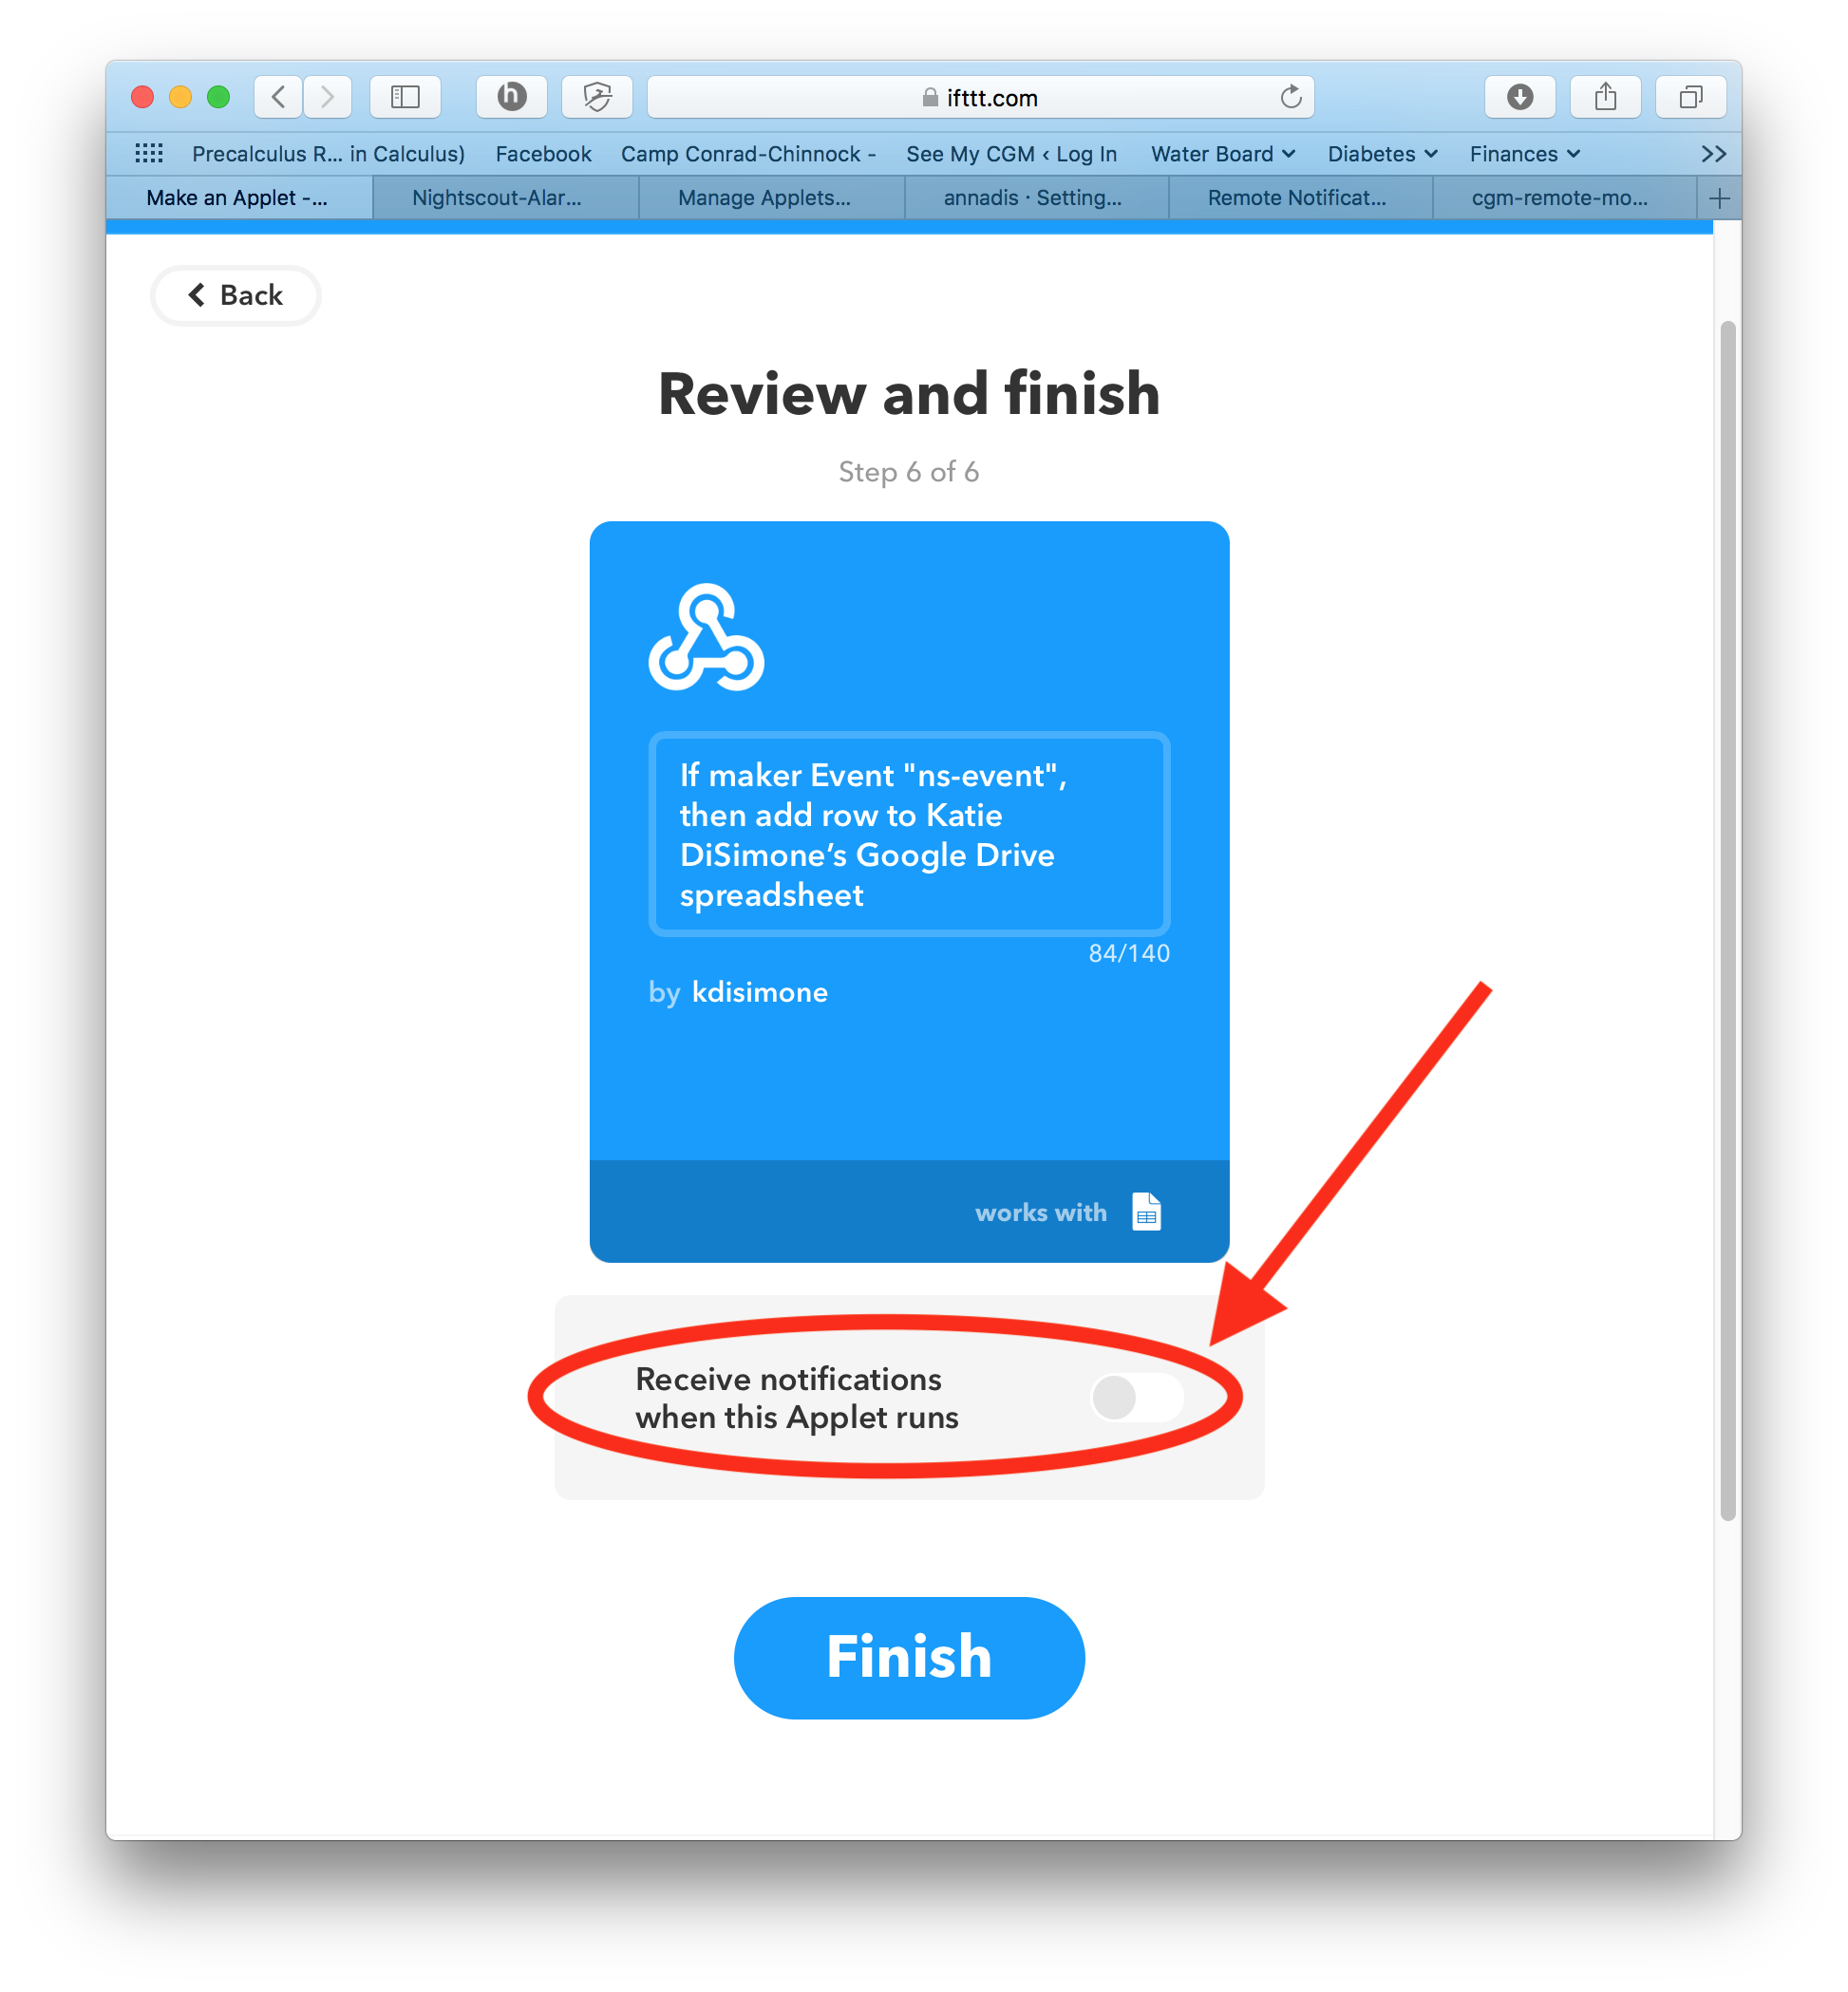 ifttt.com
Precalculus R... in Calculus) Facebook Camp Conrad-Chinnock - See My CGM ‹ Log In Water Board Diabetes Finances
Make an Applet -... Nightscout-Alar... Manage Applets... annadis · Setting... Remote Notificat... cgm-remote-mo...
Back
Review and finish
Step 6 of 6
If maker Event "ns-event",
then add row to Katie
DiSimone’s Google Drive
spreadsheet
84/140
by kdisimone
works with
Receive notifications
when this Applet runs
Finish